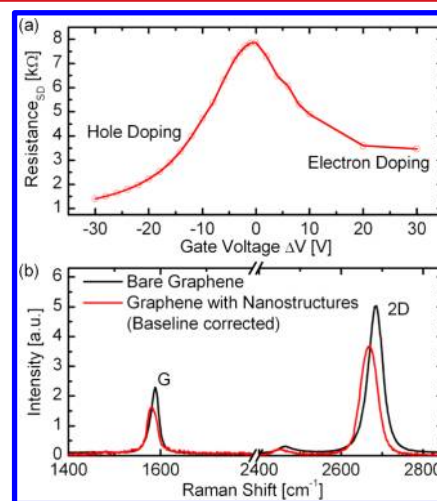 (a)
8
7
6
5
4
3
2
1
Resistance_SD [kΩ]
Hole Doping
Electron Doping
-30 -20 -10 0 10 20 30
Gate Voltage ΔV [V]
(b)
6
5
4
3
2
1
0
Intensity [a.u.]
Bare Graphene
Graphene with Nanostructures
(Baseline corrected)
G
2D
1400 1600 2400 2600 2800
Raman Shift [cm⁻¹]